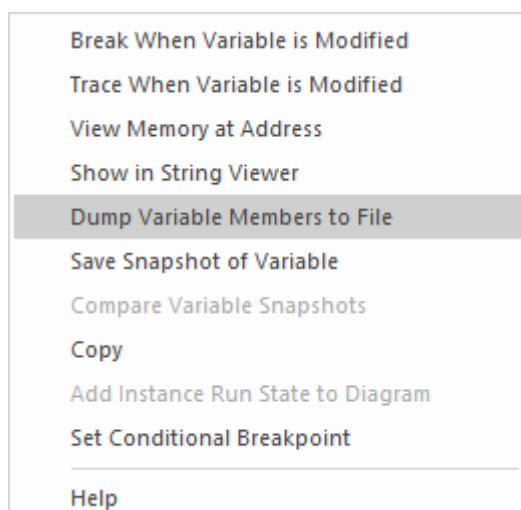 Break When Variable is Modified
Trace When Variable is Modified
View Memory at Address
Show in String Viewer
Dump Variable Members to File
Save Snapshot of Variable
Compare Variable Snapshots
Copy
Add Instance Run State to Diagram
Set Conditional Breakpoint
Help